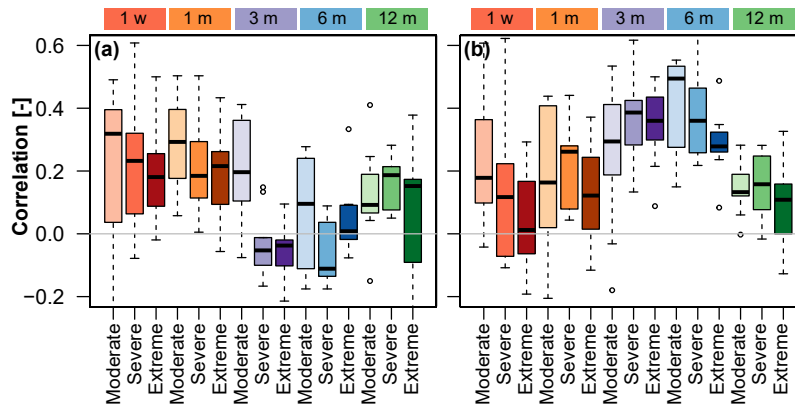 1 w 1 m 3 m 6 m 12 m 1 w 1 m 3 m 6 m 12 m
(a) (b)
Correlation [-]
0.6
0.4
0.2
0.0
−0.2
Moderate Severe Extreme Moderate Severe Extreme Moderate Severe Extreme Moderate Severe Extreme Moderate Severe Extreme Moderate Severe Extreme Moderate Severe Extreme Moderate Severe Extreme Moderate Severe Extreme Moderate Severe Extreme